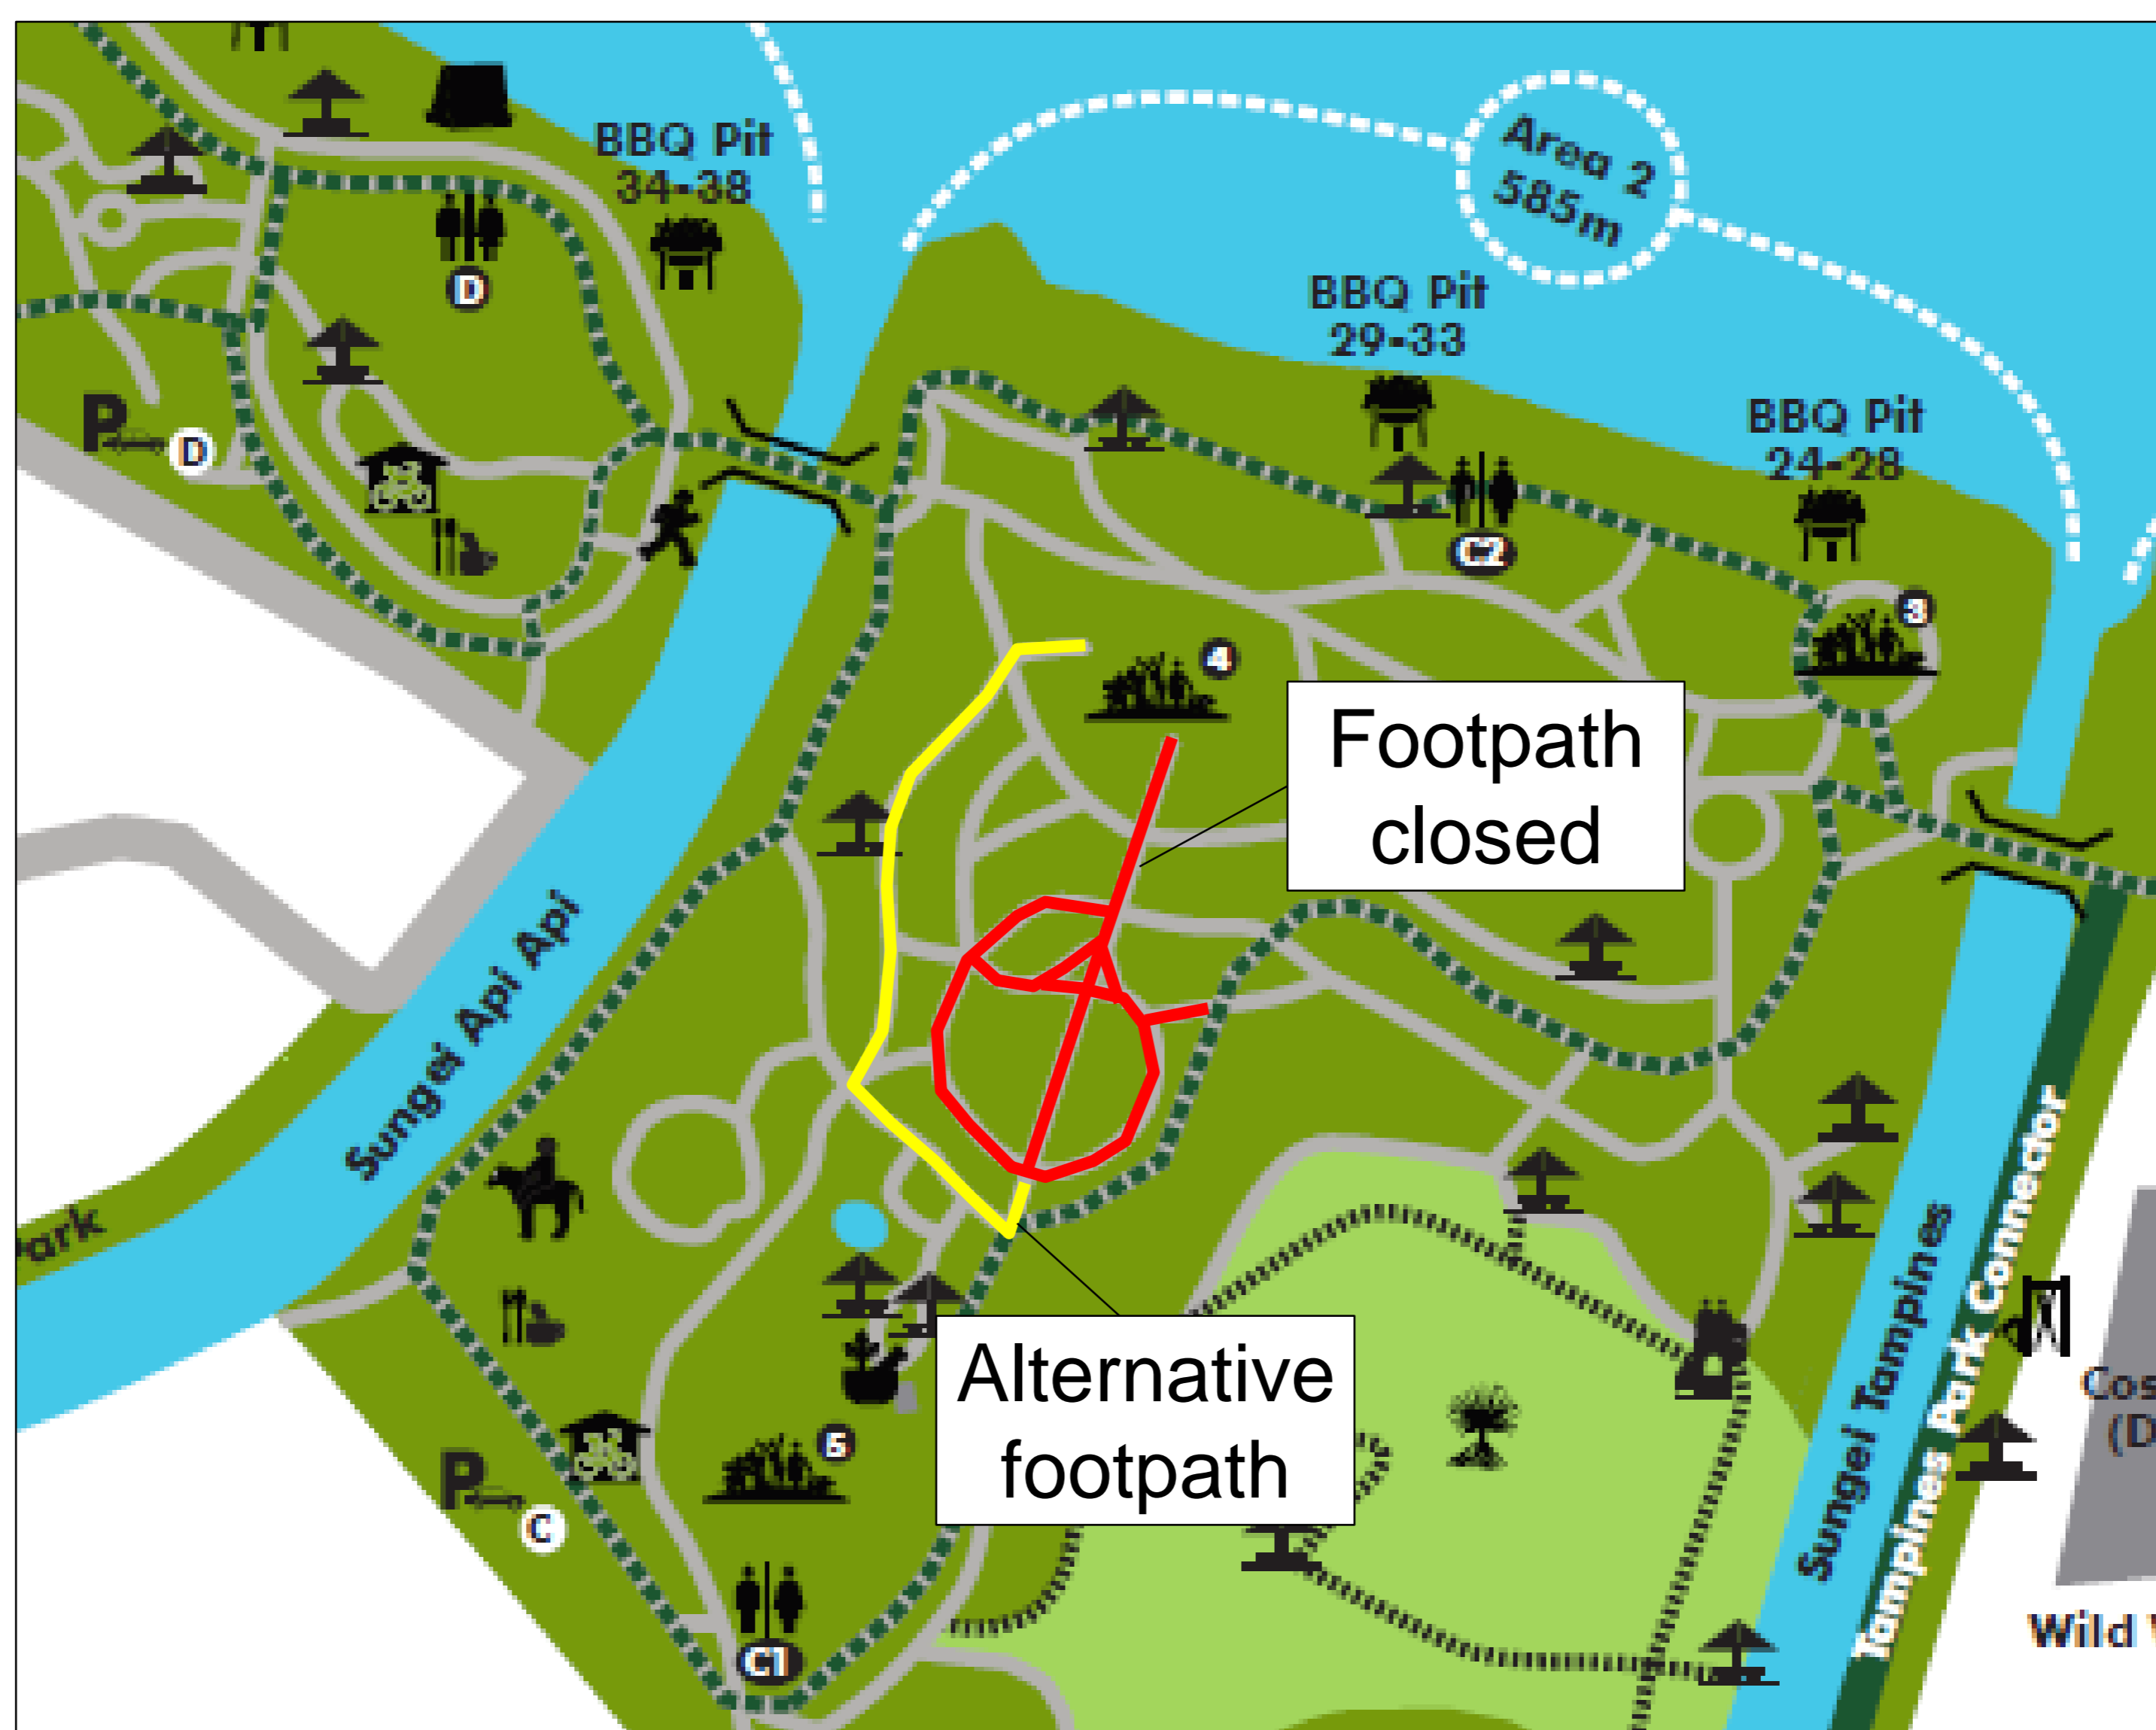 BBQ Pit
34-38
D
Area 2
585m
BBQ Pit
29-33
BBQ Pit
24-28
C2
3
P
D
4
Footpath
closed
Sungei Api Api
Park
Alternative
footpath
5
P
C
C1
Sungei Tampines
Tampines Park Connector
Cos
(D
Wild